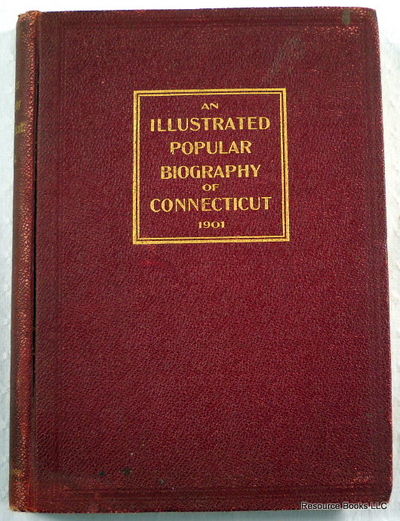 AN
ILLUSTRATED
POPULAR
BIOGRAPHY
OF
CONNECTICUT
1901
Resource Books LLC